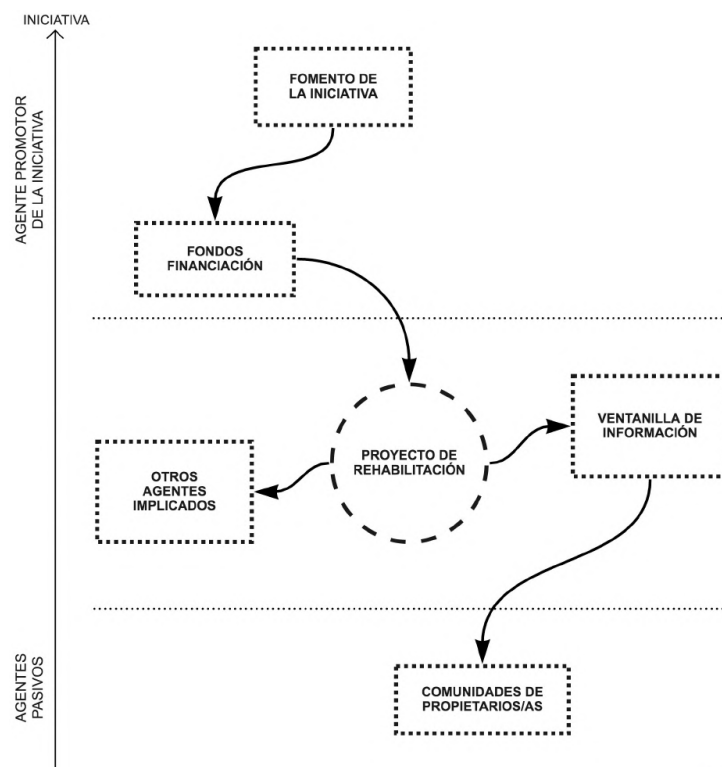 INICIATIVA
AGENTE PROMOTOR
DE LA INICIATIVA
FOMENTO DE
LA INICIATIVA
FONDOS
FINANCIACIÓN
VENTANILLA DE
INFORMACIÓN
PROYECTO DE
REHABILITACIÓN
OTROS
AGENTES
IMPLICADOS
AGENTES
PASIVOS
COMUNIDADES DE
PROPIETARIOS/AS